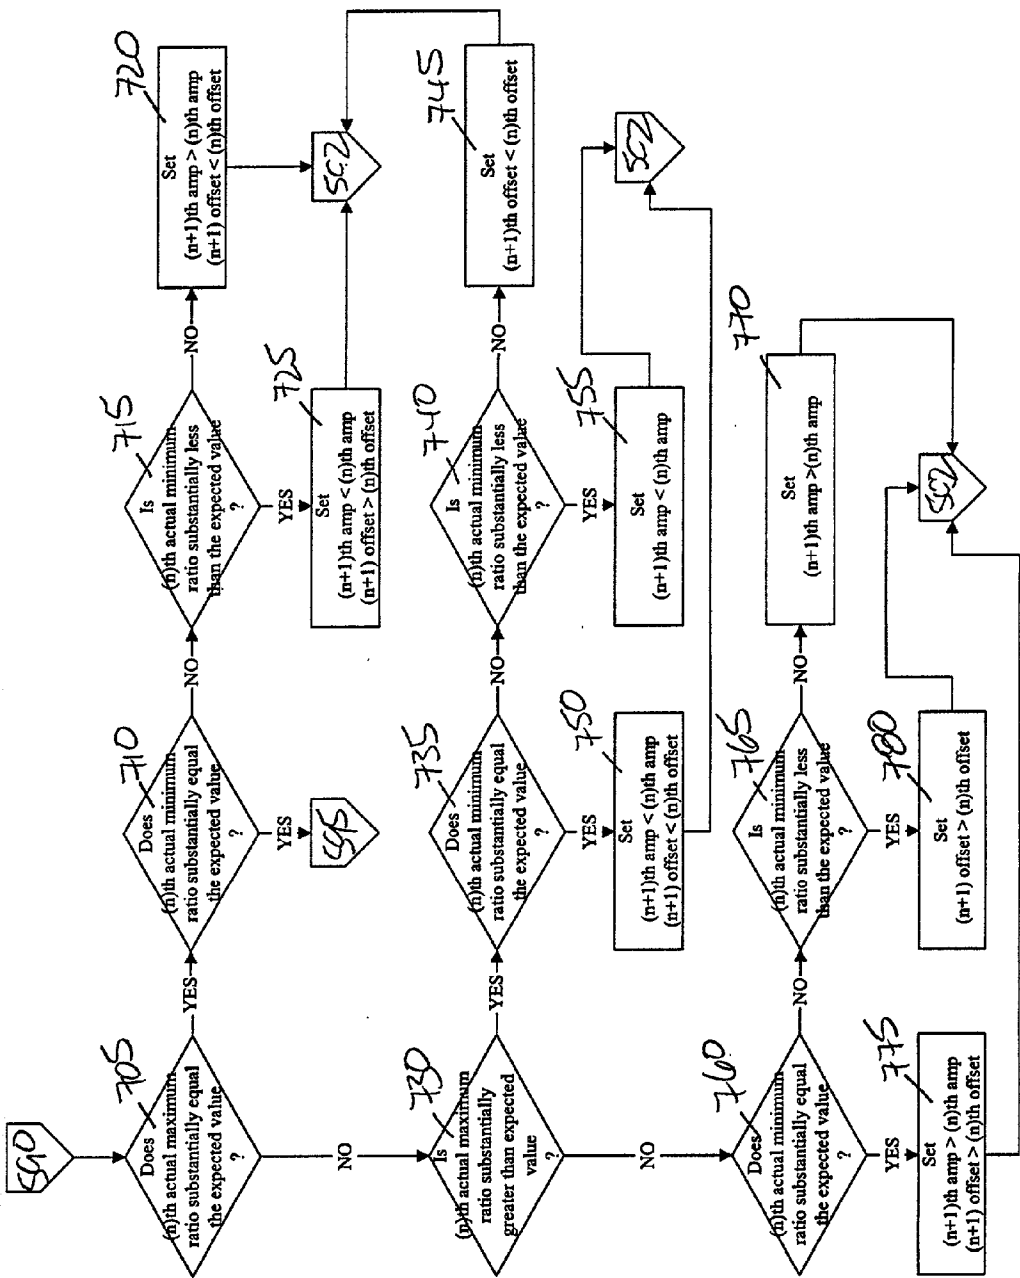 590
705
Does
(n)th actual maximum
ratio substantially equal
the expected value
?
YES
NO
710
Does
(n)th actual minimum
ratio substantially equal
the expected value
?
YES
595
NO
715
Is
(n)th actual minimum
ratio substantially less
than the expected value
?
NO
YES
720
Set
(n+1)th amp > (n)th amp
(n+1) offset < (n)th offset
725
Set
(n+1)th amp < (n)th amp
(n+1) offset > (n)th offset
592
730
Is
(n)th actual maximum
ratio substantially
greater than expected
value
?
YES
NO
735
Does
(n)th actual minimum
ratio substantially equal
the expected value
?
NO
YES
740
Is
(n)th actual minimum
ratio substantially less
than the expected value
?
NO
YES
745
Set
(n+1)th offset < (n)th offset
750
Set
(n+1)th amp < (n)th amp
(n+1) offset < (n)th offset
755
Set
(n+1)th amp < (n)th amp
592
760
Does
(n)th actual minimum
ratio substantially equal
the expected value
?
NO
YES
765
Is
(n)th actual minimum
ratio substantially less
than the expected value
?
NO
YES
770
Set
(n+1)th amp >(n)th amp
775
Set
(n+1)th amp > (n)th amp
(n+1) offset > (n)th offset
780
Set
(n+1) offset > (n)th offset
592